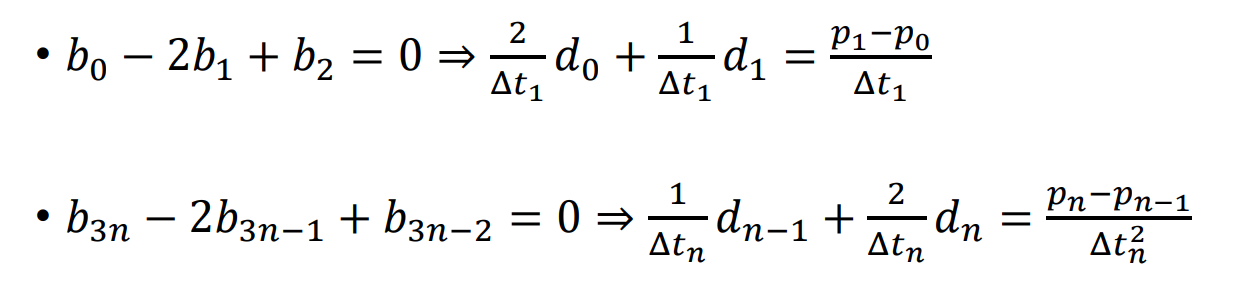 • b₀ − 2b₁ + b₂ = 0 ⇒ 2/Δt₁ d₀ + 1/Δt₁ d₁ = (p₁−p₀)/Δt₁
• b₃ₙ − 2b₃ₙ₋₁ + b₃ₙ₋₂ = 0 ⇒ 1/Δtₙ dₙ₋₁ + 2/Δtₙ dₙ = (pₙ−pₙ₋₁)/Δtₙ²